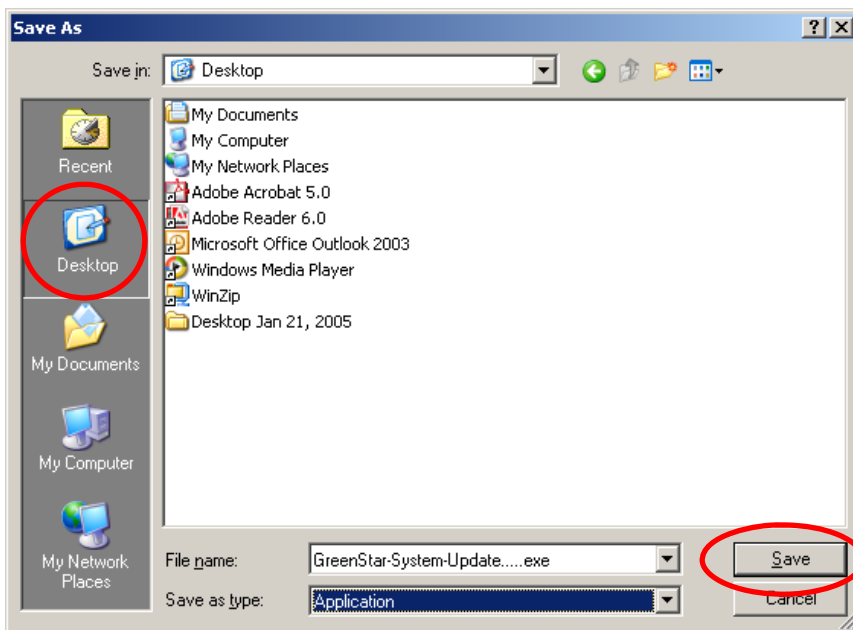 Save As
Save in:
Desktop
Recent
Desktop
My Documents
My Computer
My Network
Places
My Documents
My Computer
My Network Places
Adobe Acrobat 5.0
Adobe Reader 6.0
Microsoft Office Outlook 2003
Windows Media Player
WinZip
Desktop Jan 21, 2005
File name:
GreenStar-System-Update.....exe
Save
Save as type:
Application
Cancel